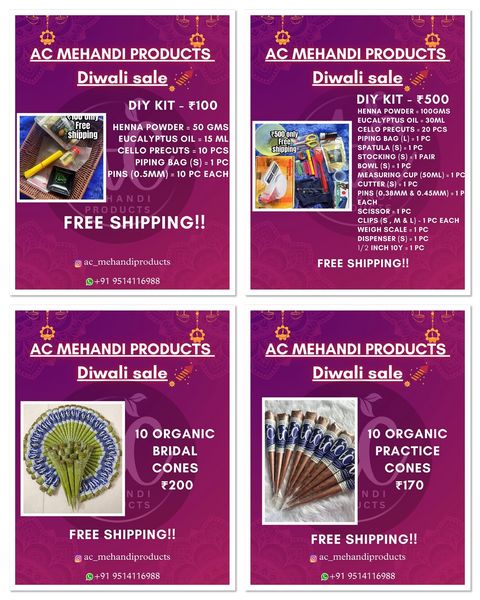 AC MEHANDI PRODUCTS
Diwali sale
DIY KIT - ₹100
₹100 only
Free
shipping
HENNA POWDER = 50 GMS
EUCALYPTUS OIL = 15 ML
CELLO PRECUTS = 10 PCS
PIPING BAG (S) = 1 PC
PINS (0.5MM) = 10 PC EACH
HANDI
PRODUCTS
FREE SHIPPING!!
ac_mehandiproducts
+91 9514116988
AC MEHANDI PRODUCTS
Diwali sale
DIY KIT - ₹500
₹500 only
Free
shipping
HENNA POWDER = 100GMS
EUCALYPTUS OIL = 30ML
CELLO PRECUTS = 20 PCS
PIPING BAG (L) = 1 PC
SPATULA (S) = 1 PC
STOCKING (S) = 1 PAIR
BOWL (S) = 1 PC
MEASURING CUP (50ML) = 1 PC
CUTTER (S) = 1 PC
PINS (0.38MM & 0.45MM) = 1 P
EACH
SCISSOR = 1 PC
CLIPS (S , M & L) - 1 PC EACH
WEIGH SCALE = 1 PC
DISPENSER (S) = 1 PC
1/2 INCH 10Y = 1 PC
FREE SHIPPING!!
AC MEHANDI PRODUCTS
Diwali sale
10 ORGANIC
BRIDAL
CONES
₹200
FREE SHIPPING!!
ac_mehandiproducts
+91 9514116988
AC MEHANDI PRODUCTS
Diwali sale
10 ORGANIC
PRACTICE
CONES
₹170
FREE SHIPPING!!
ac_mehandiproducts
+91 9514116988